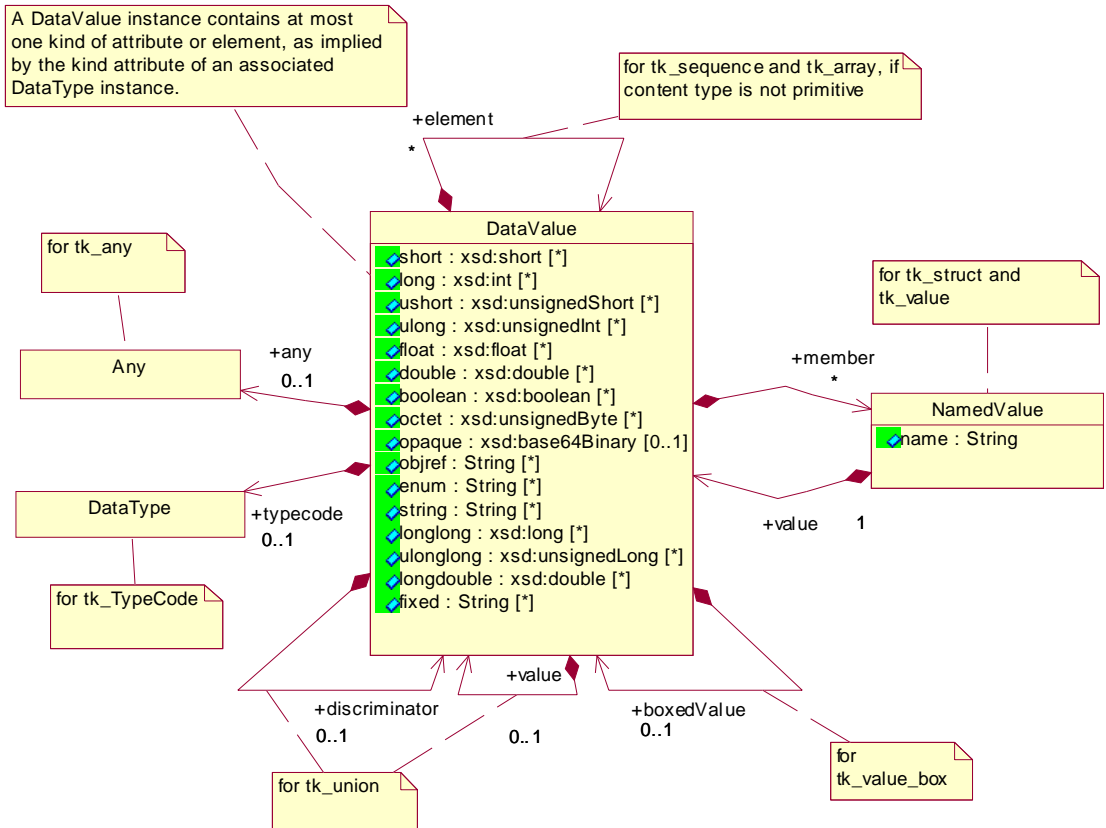 A DataValue instance contains at most
one kind of attribute or element, as implied
by the kind attribute of an associated
DataType instance.
for tk_sequence and tk_array, if
content type is not primitive
+element
*
for tk_any
Any
+any
0..1
DataType
+typecode
0..1
for tk_TypeCode
DataValue
short : xsd:short [*]
long : xsd:int [*]
ushort : xsd:unsignedShort [*]
ulong : xsd:unsignedInt [*]
float : xsd:float [*]
double : xsd:double [*]
boolean : xsd:boolean [*]
octet : xsd:unsignedByte [*]
opaque : xsd:base64Binary [0..1]
objref : String [*]
enum : String [*]
string : String [*]
longlong : xsd:long [*]
ulonglong : xsd:unsignedLong [*]
longdouble : xsd:double [*]
fixed : String [*]
for tk_struct and
tk_value
+member
*
NamedValue
name : String
+value
1
+discriminator
0..1
+value
0..1
+boxedValue
0..1
for tk_union
for
tk_value_box